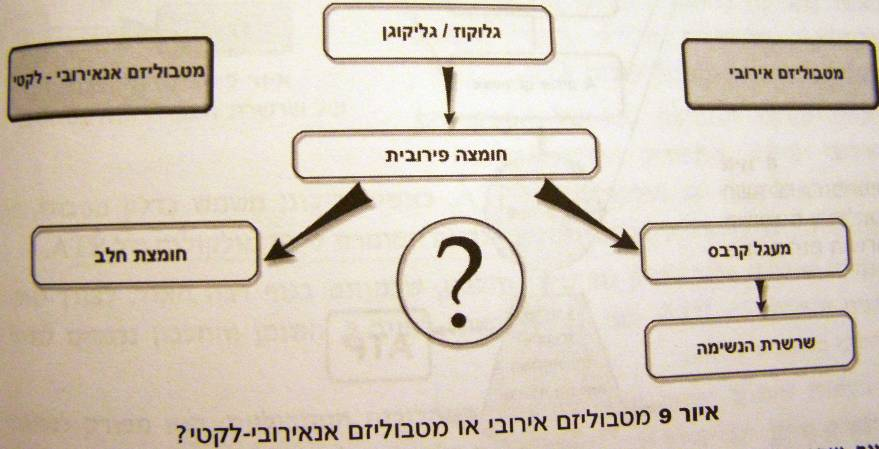 גלוקוז / גליקוגן
מטבוליזם אירובי
מטבוליזם אנאירובי - לקטי
חומצה פירובית
מעגל קרבס
חומצת חלב
?
שרשרת הנשימה
איור 9 מטבוליזם אירובי או מטבוליזם אנאירובי-לקטי?